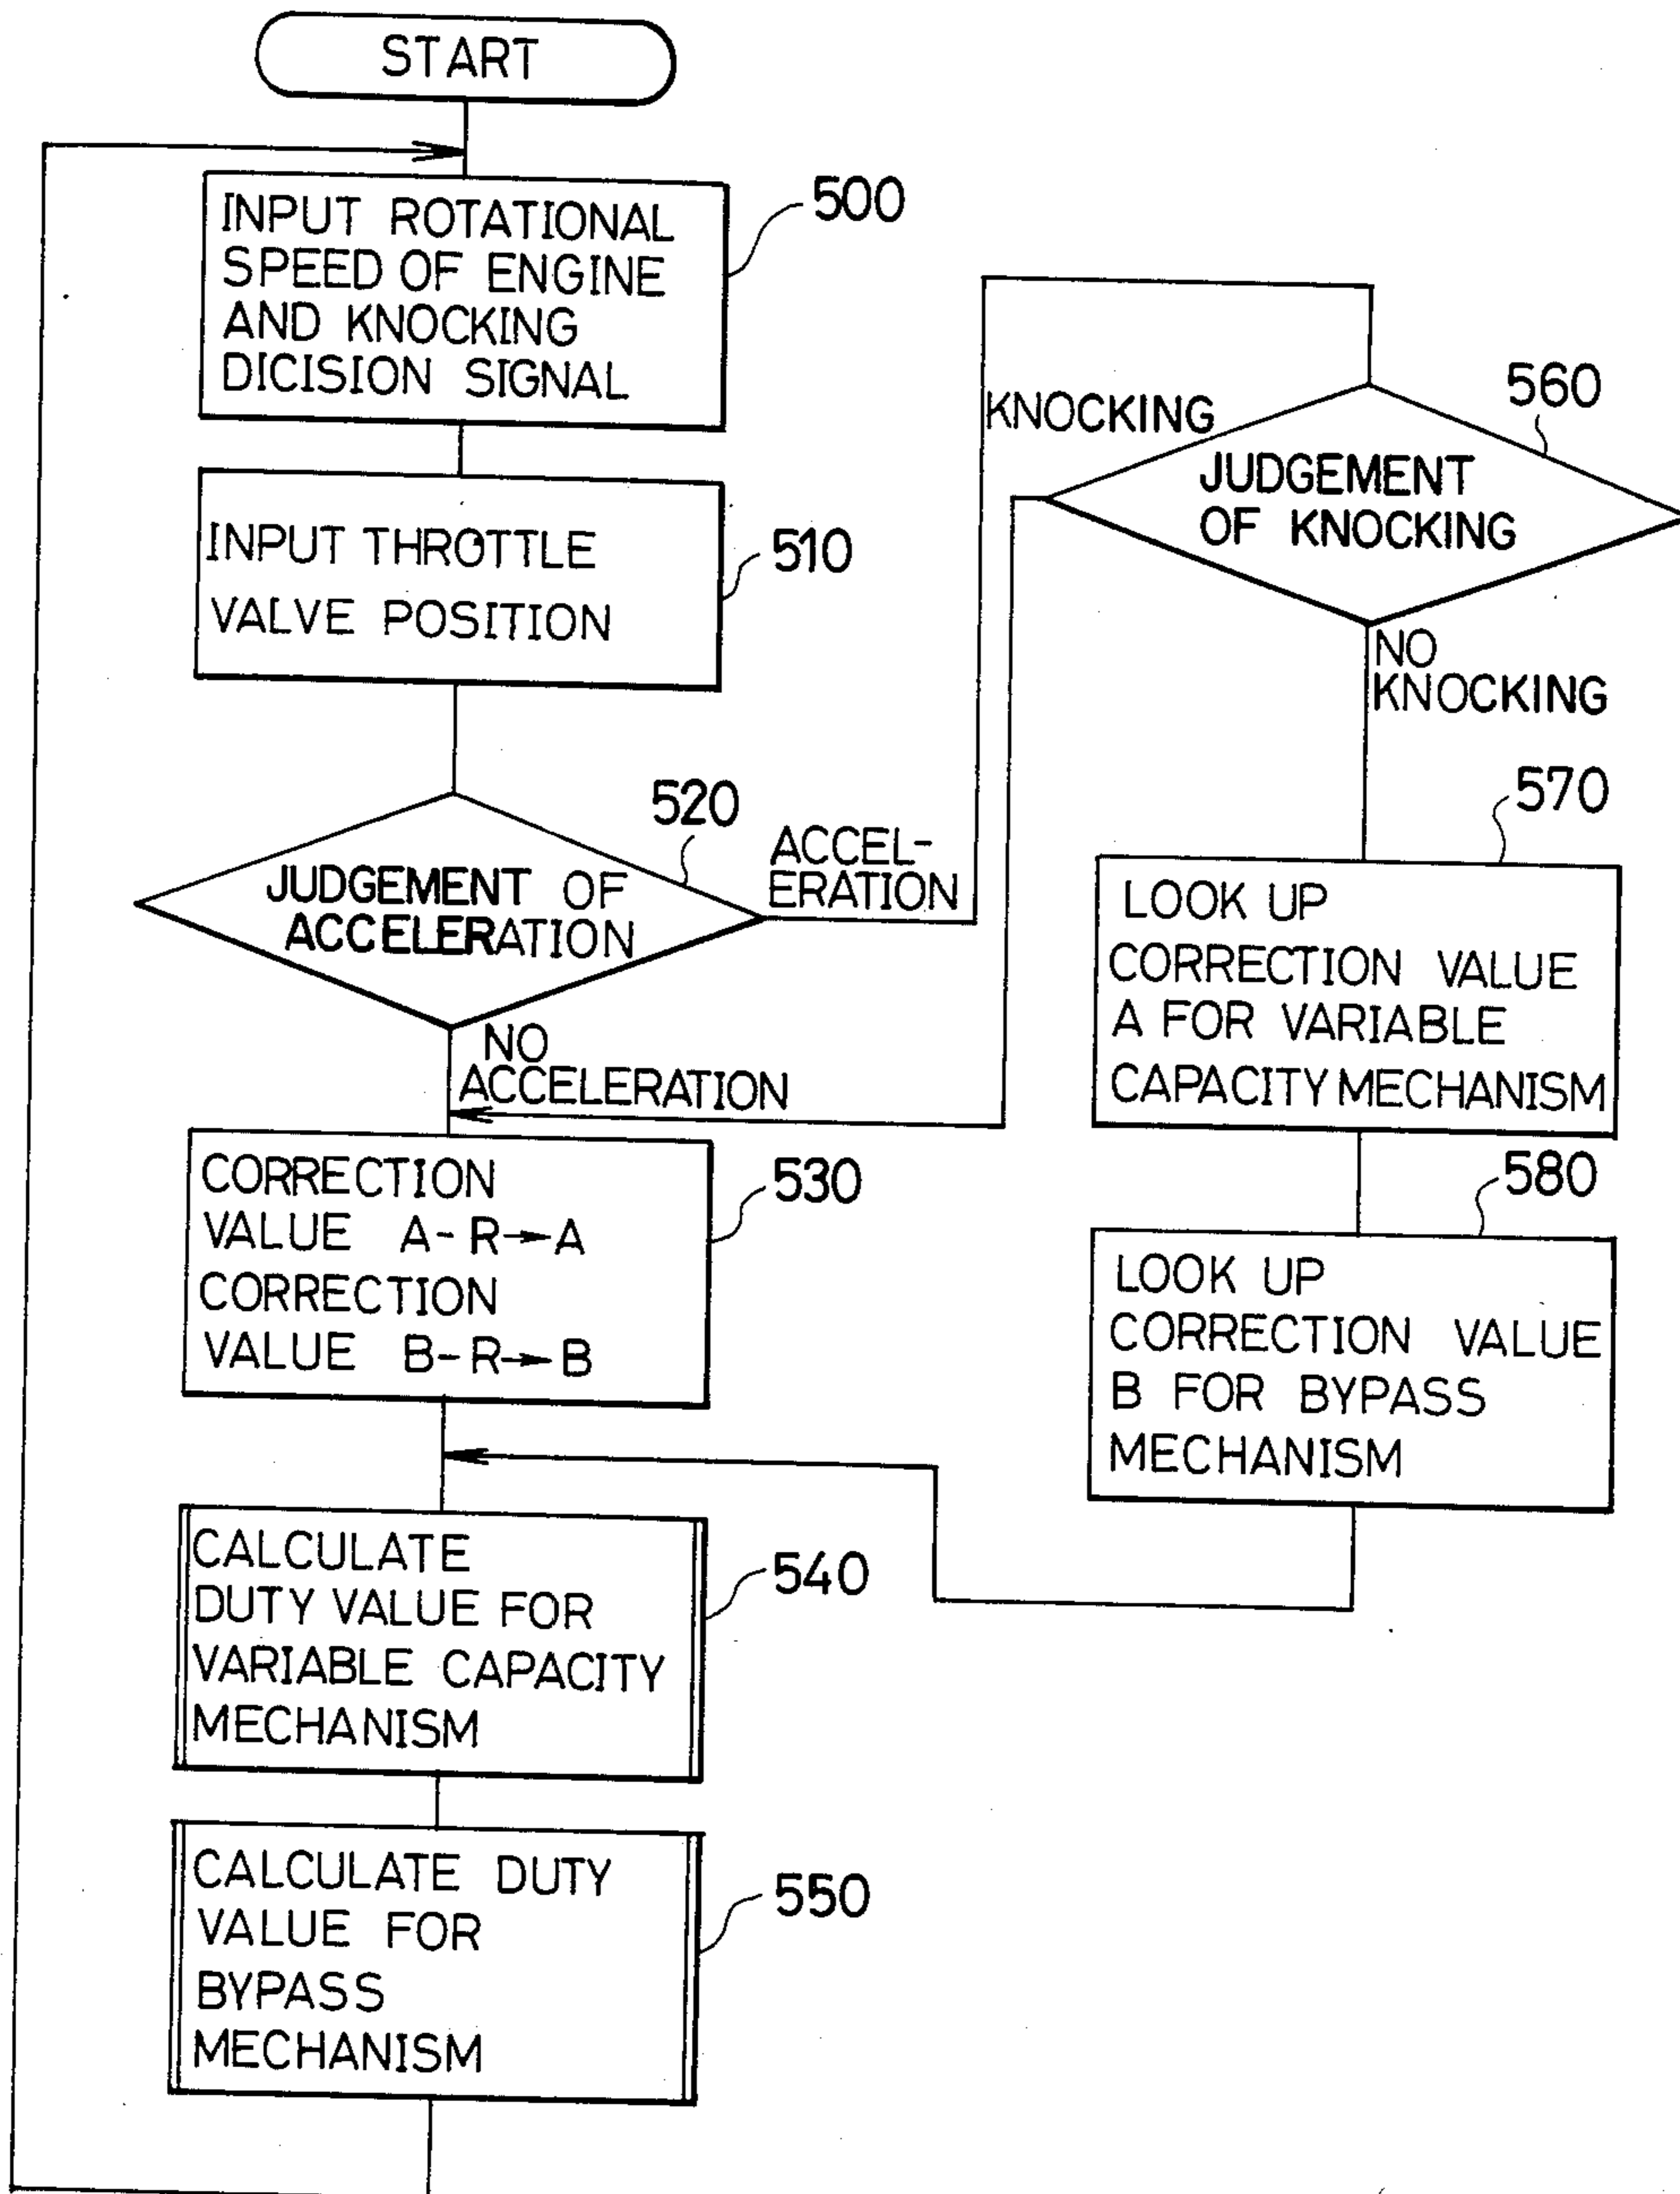 START
INPUT ROTATIONAL
SPEED OF ENGINE
AND KNOCKING
DICISION SIGNAL
500
INPUT THROTTLE
VALVE POSITION
510
JUDGEMENT OF
ACCELERATION
520
ACCEL-
ERATION
NO
ACCELERATION
CORRECTION
VALUE A-R→A
CORRECTION
VALUE B-R→B
530
CALCULATE
DUTY VALUE FOR
VARIABLE CAPACITY
MECHANISM
540
CALCULATE DUTY
VALUE FOR
BYPASS
MECHANISM
550
KNOCKING
JUDGEMENT
OF KNOCKING
560
NO
KNOCKING
LOOK UP
CORRECTION VALUE
A FOR VARIABLE
CAPACITY MECHANISM
570
LOOK UP
CORRECTION VALUE
B FOR BYPASS
MECHANISM
580